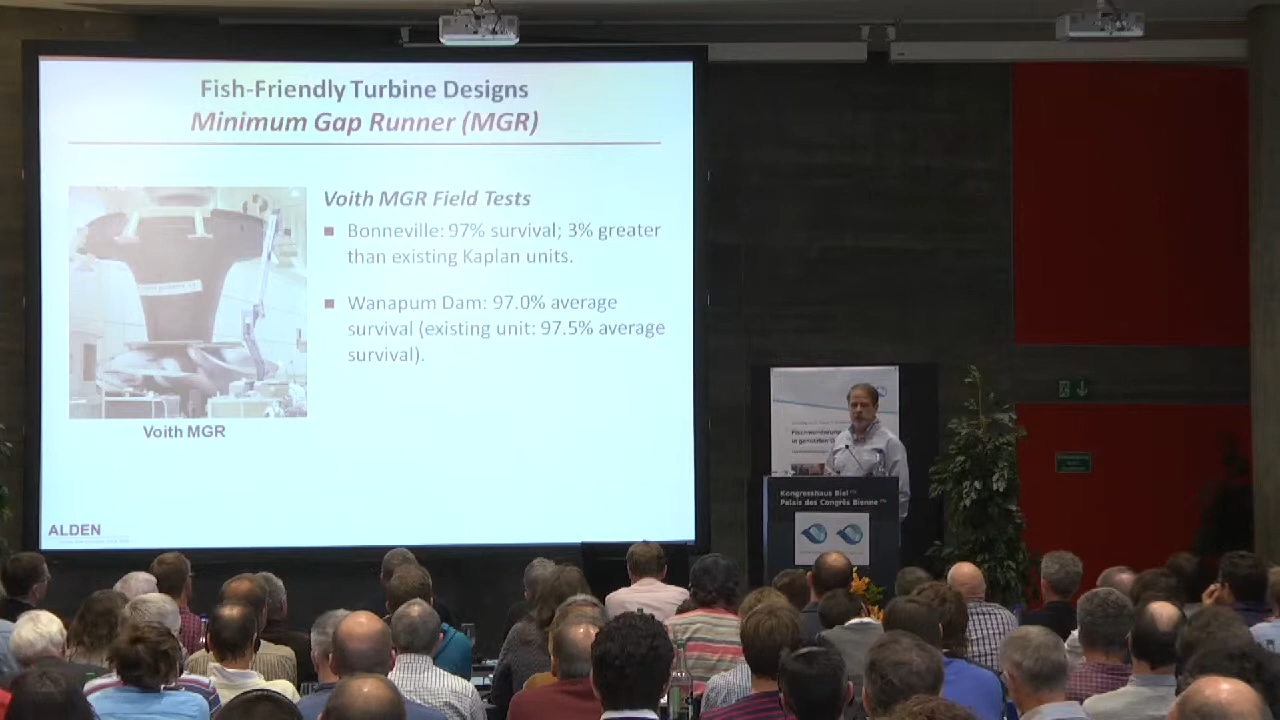 Fish-Friendly Turbine Designs
Minimum Gap Runner (MGR)
Voith MGR Field Tests
Bonneville: 97% survival; 3% greater
than existing Kaplan units.
Wanapum Dam: 97.0% average
survival (existing unit: 97.5% average
survival).
Voith MGR
ALDEN
Kongresshaus Biel
Palais des Congrès Bienne